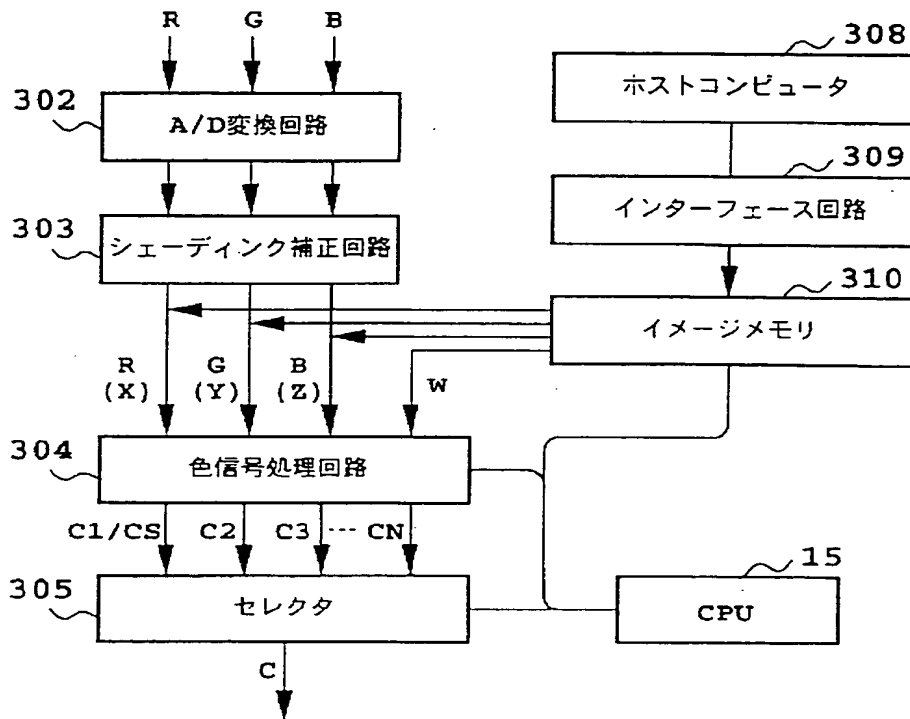 R G B
302
A/D変換回路
303
シェーディンク補正回路
R
(X)
G
(Y)
B
(Z)
W
304
色信号処理回路
C1/CS C2 C3 ··· CN
305
セレクタ
C
308
ホストコンピュータ
309
インターフェース回路
310
イメージメモリ
15
CPU